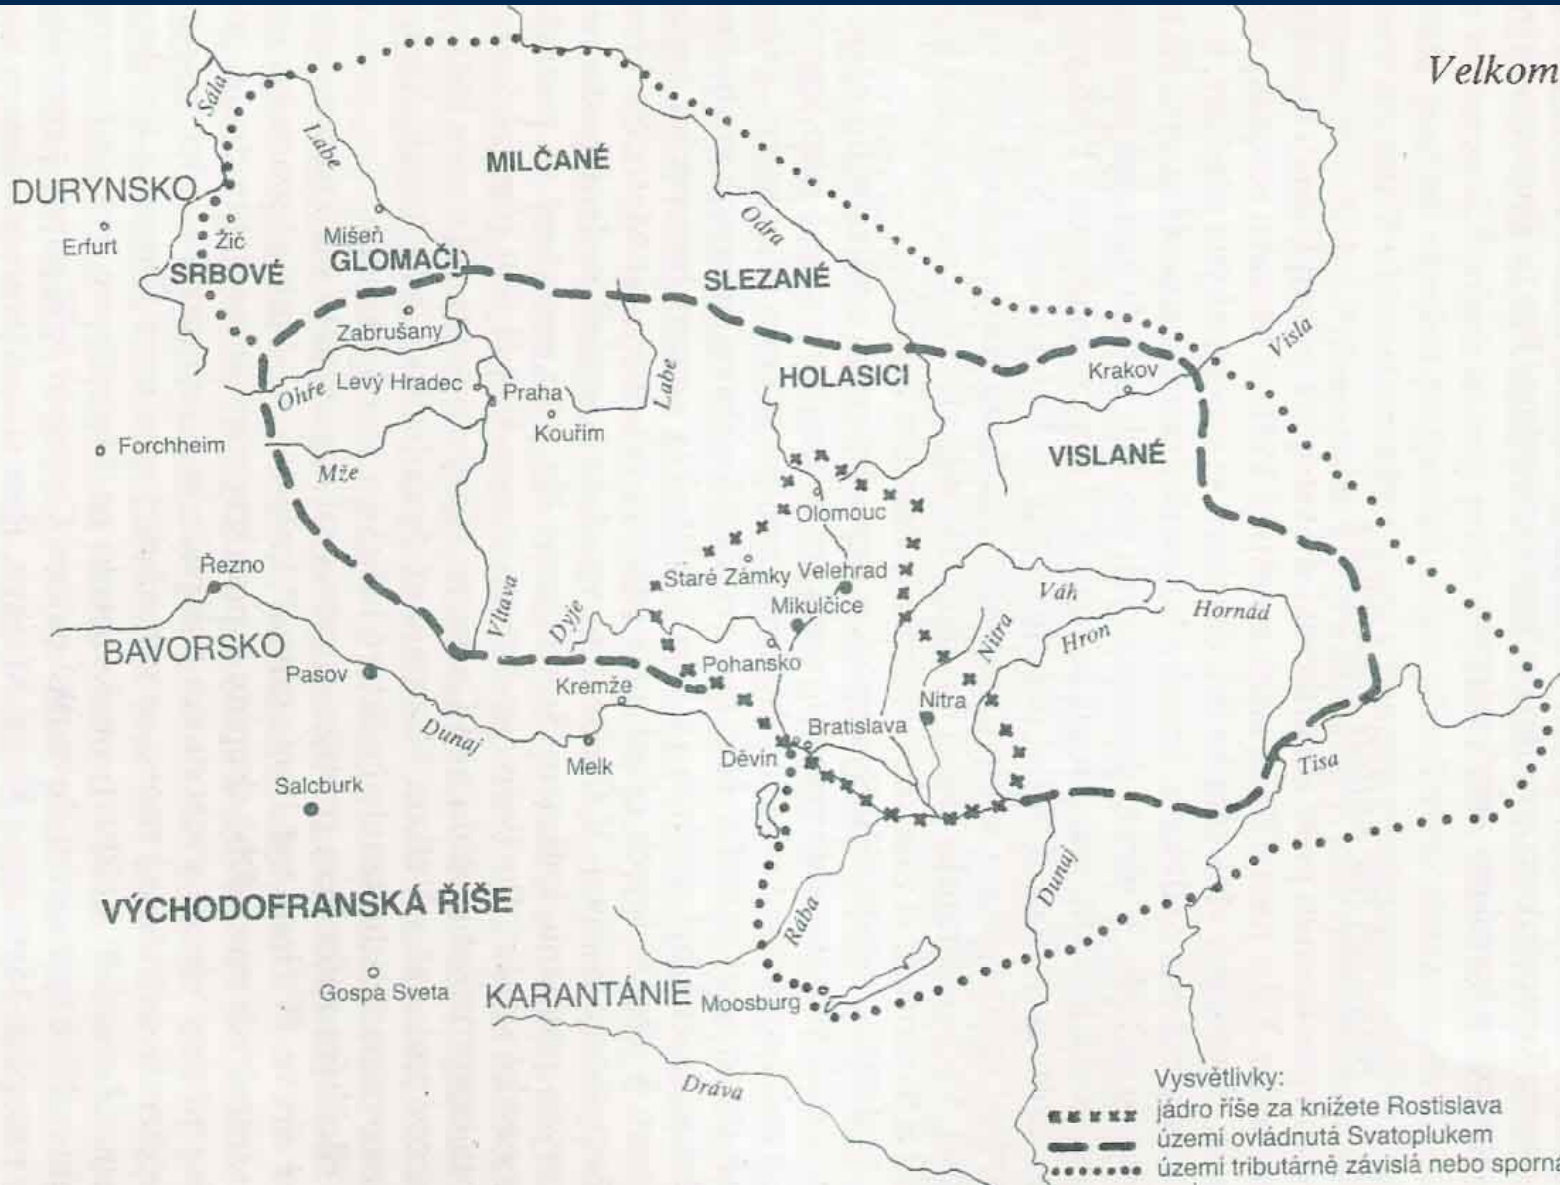 Velkom
Sála
Labe
MILČANÉ
DURYNSKO
Erfurt
Žič
Míšeň
SRBOVÉ
GLOMAČI
Odra
SLEZANÉ
Zabrušany
Visla
Ohře
Levý Hradec
Praha
Labe
HOLASICI
Krakov
Kouřim
Forchheim
Mže
VISLANÉ
Olomouc
Řezno
Staré Zámky
Velehrad
Váh
Hornád
Vltava
Dyje
Mikulčice
Nitra
Hron
BAVORSKO
Pasov
Pohansko
Kremže
Nitra
Dunaj
Bratislava
Děvín
Melk
Tisa
Salcburk
Dunaj
VÝCHODOFRANSKÁ ŘÍŠE
Rába
Gospa Sveta
KARANTÁNIE
Moosburg
Dráva
Vysvětlivky:
jádro říše za knížete Rostislava
území ovládnutá Svatoplukem
území tributárně závislá nebo sporná